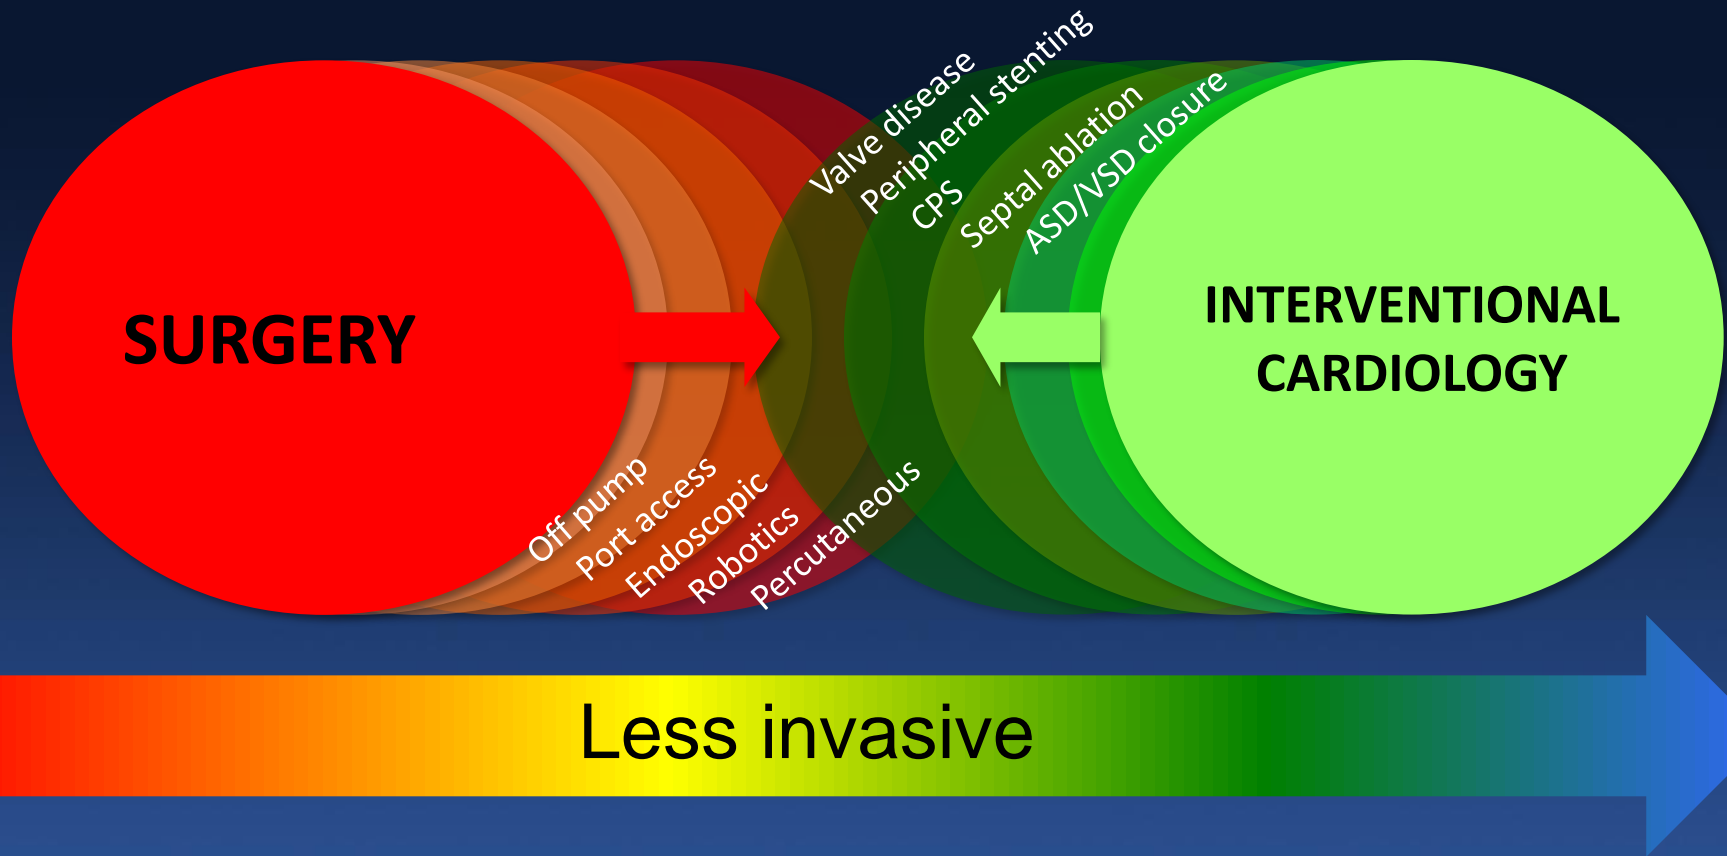 Valve disease
Peripheral stenting
CPS
Septal ablation
ASD/VSD closure
SURGERY
INTERVENTIONAL
CARDIOLOGY
Off pump
Port access
Endoscopic
Robotics
Percutaneous
Less invasive